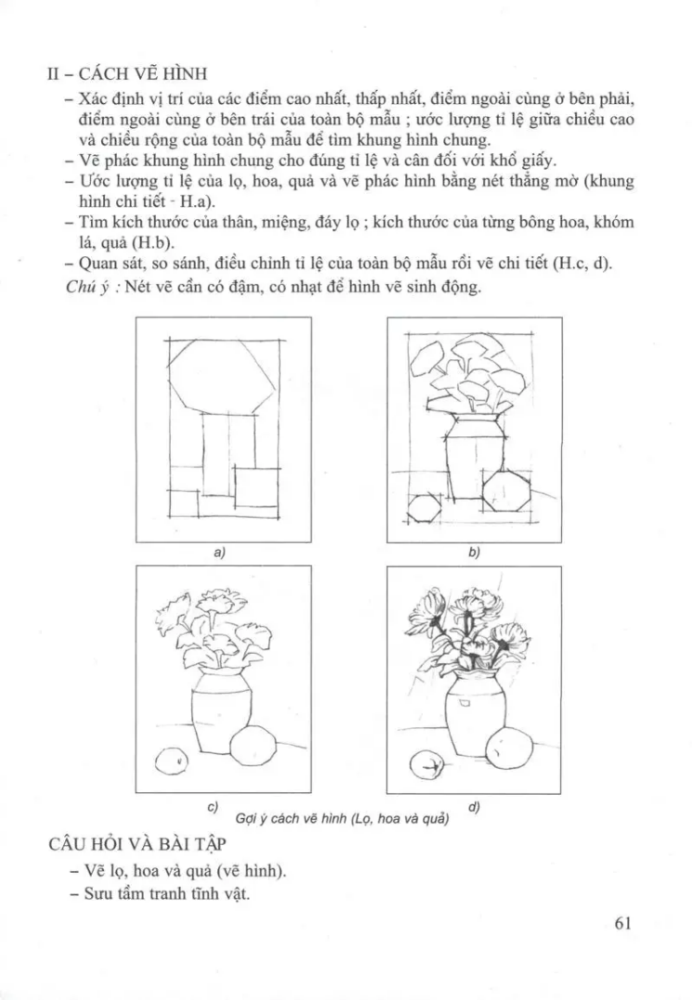 II – CÁCH VẼ HÌNH
– Xác định vị trí của các điểm cao nhất, thấp nhất, điểm ngoài cùng ở bên phải,
điểm ngoài cùng ở bên trái của toàn bộ mẫu ; ước lượng tỉ lệ giữa chiều cao
và chiều rộng của toàn bộ mẫu để tìm khung hình chung.
– Vẽ phác khung hình chung cho đúng tỉ lệ và cân đối với khổ giấy.
– Ước lượng tỉ lệ của lọ, hoa, quả và vẽ phác hình bằng nét thẳng mờ (khung
hình chi tiết - H.a).
– Tìm kích thước của thân, miệng, đáy lọ ; kích thước của từng bông hoa, khóm
lá, quả (H.b).
– Quan sát, so sánh, điều chỉnh tỉ lệ của toàn bộ mẫu rồi vẽ chi tiết (H.c, d).
Chú ý : Nét vẽ cần có đậm, có nhạt để hình vẽ sinh động.
a)
b)
c)
d)
Gợi ý cách vẽ hình (Lọ, hoa và quả)
CÂU HỎI VÀ BÀI TẬP
– Vẽ lọ, hoa và quả (vẽ hình).
– Sưu tầm tranh tĩnh vật.
61